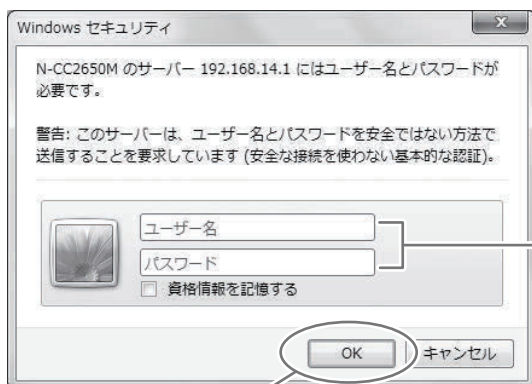 Windows セキュリティ
N-CC2650M のサーバー 192.168.14.1 にはユーザー名とパスワードが
必要です。
警告: このサーバーは、ユーザー名とパスワードを安全ではない方法で
送信することを要求しています (安全な接続を使わない基本的な認証)。
ユーザー名
パスワード
資格情報を記憶する
OK キャンセル